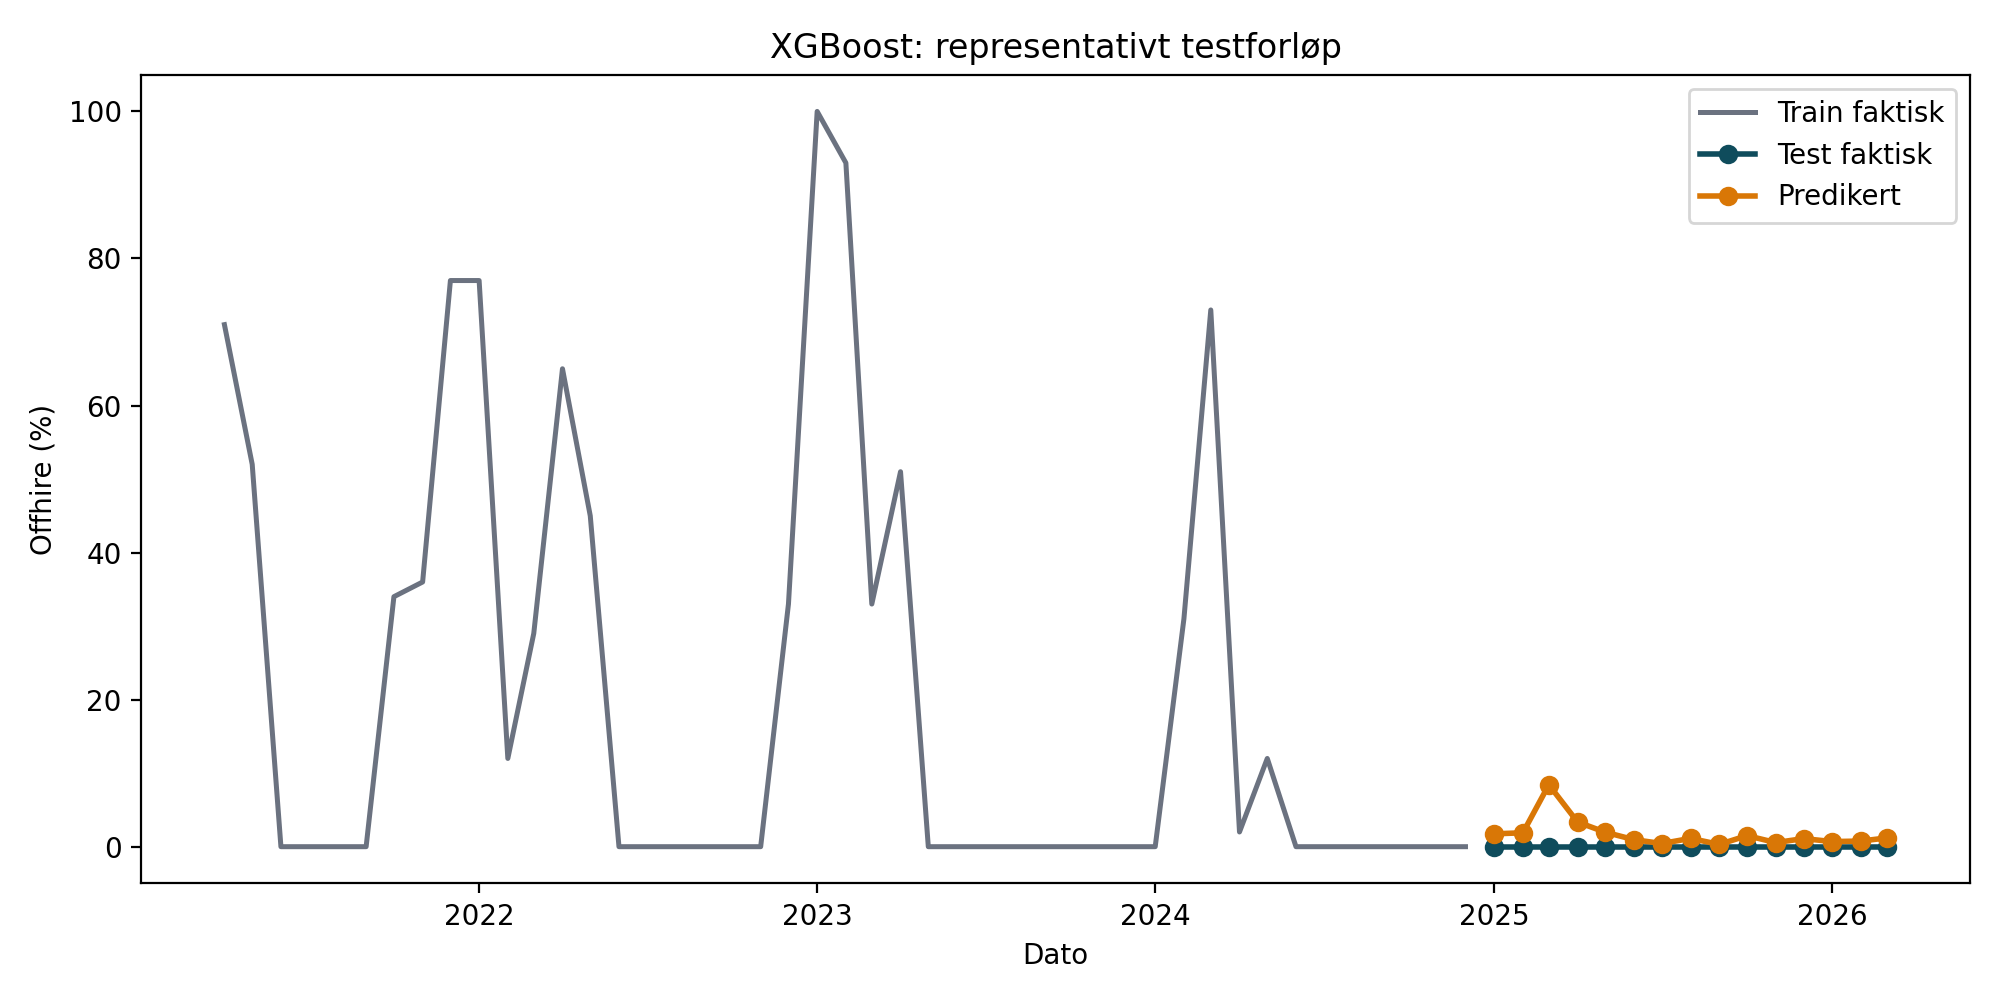 XGBoost: representativt testforløp
Train faktisk
Test faktisk
Predikert
Offhire (%)
100
80
60
40
20
0
2022
2023
2024
2025
2026
Dato